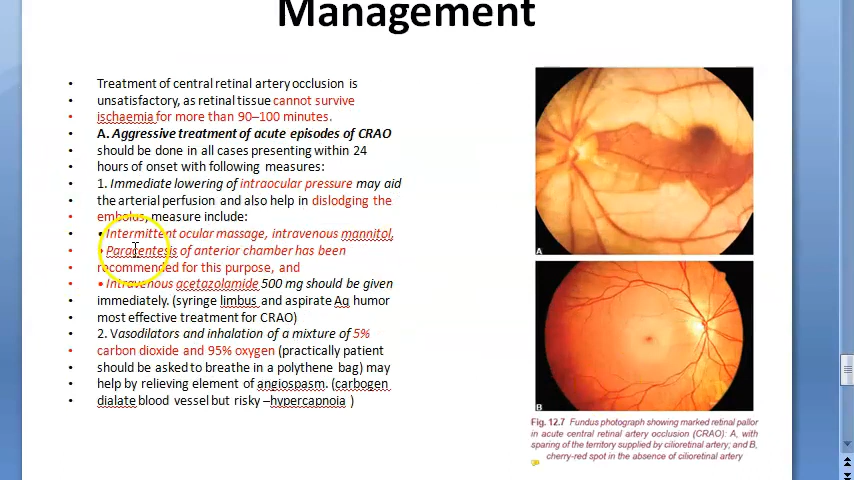 Management
• Treatment of central retinal artery occlusion is
• unsatisfactory, as retinal tissue cannot survive
• ischaemia for more than 90–100 minutes.
• A. Aggressive treatment of acute episodes of CRAO
• should be done in all cases presenting within 24
• hours of onset with following measures:
• 1. Immediate lowering of intraocular pressure may aid
• the arterial perfusion and also help in dislodging the
• embolus, measure include:
• • Intermittent ocular massage, intravenous mannitol,
• • Paracentesis of anterior chamber has been
• recommended for this purpose, and
• • Intravenous acetazolamide 500 mg should be given
• immediately. (syringe limbus and aspirate Aq humor
• most effective treatment for CRAO)
• 2. Vasodilators and inhalation of a mixture of 5%
• carbon dioxide and 95% oxygen (practically patient
• should be asked to breathe in a polythene bag) may
• help by relieving element of angiospasm. (carbogen
• dialate blood vessel but risky –hypercapnoia )
A
B
Fig. 12.7 Fundus photograph showing marked retinal pallor
in acute central retinal artery occlusion (CRAO): A, with
sparing of the territory supplied by cilioretinal artery; and B,
cherry-red spot in the absence of cilioretinal artery